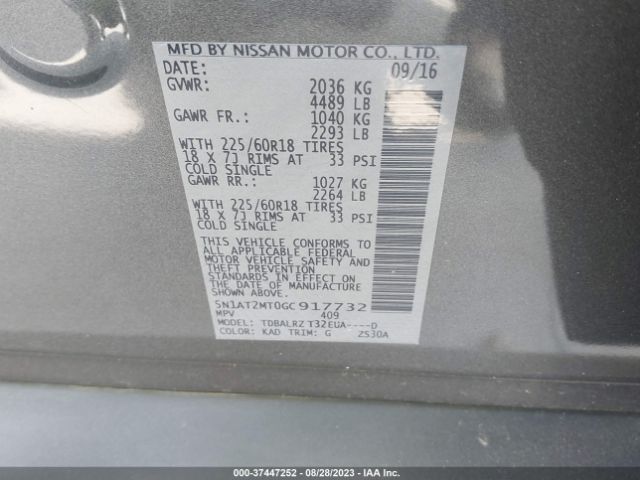 MFD BY NISSAN MOTOR CO., LTD.
DATE: 09/16
GVWR: 2036 KG
4489 LB
GAWR FR.: 1040 KG
2293 LB
WITH 225/60R18 TIRES
18 X 7J RIMS AT 33 PSI
COLD SINGLE
GAWR RR.: 1027 KG
2264 LB
WITH 225/60R18 TIRES
18 X 7J RIMS AT 33 PSI
COLD SINGLE
THIS VEHICLE CONFORMS TO
ALL APPLICABLE FEDERAL
MOTOR VEHICLE SAFETY AND
THEFT PREVENTION
STANDARDS IN EFFECT ON
THE DATE OF MANUFACTURE
SHOWN ABOVE.
5N1AT2MT0GC917732
MPV 409
MODEL: TDBALRZ T32EUA----D
COLOR: KAD TRIM: G 2S30A
000-37447252 - 08/28/2023 - IAA Inc.